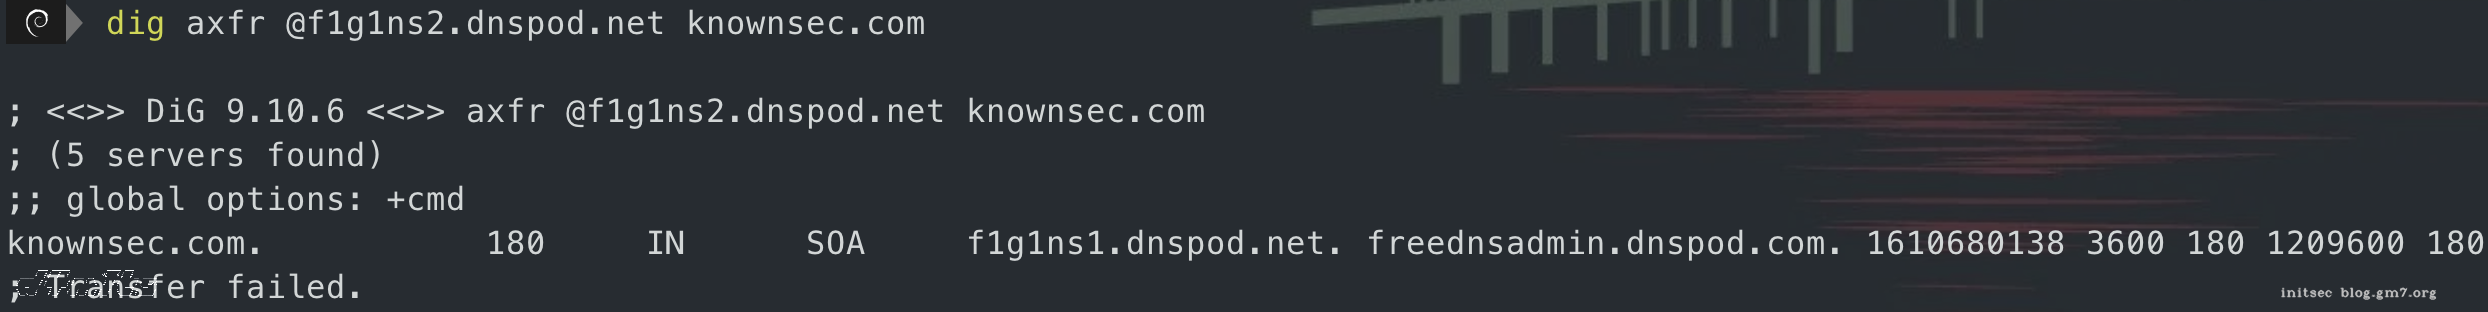 dig axfr @f1g1ns2.dnspod.net knownsec.com
; <<>> DiG 9.10.6 <<>> axfr @f1g1ns2.dnspod.net knownsec.com
; (5 servers found)
;; global options: +cmd
knownsec.com. 180 IN SOA f1g1ns1.dnspod.net. freednsadmin.dnspod.com. 1610680138 3600 180 1209600 180
; Transfer failed.
initsec blog.gm7.org